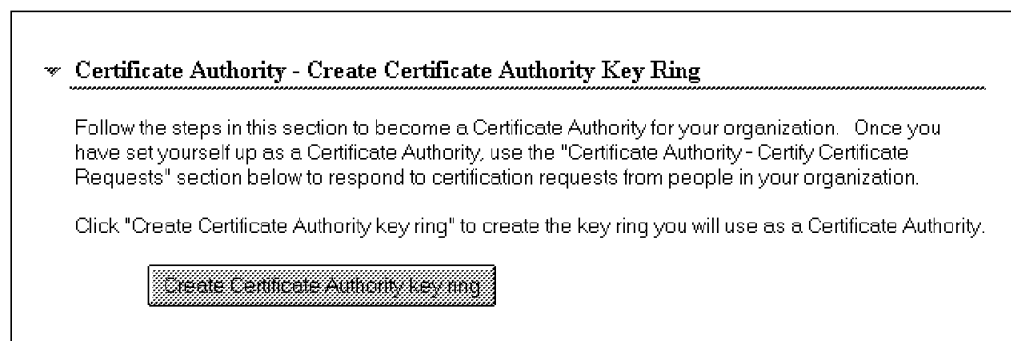 Certificate Authority - Create Certificate Authority Key Ring
Follow the steps in this section to become a Certificate Authority for your organization. Once you
have set yourself up as a Certificate Authority, use the "Certificate Authority - Certify Certificate
Requests" section below to respond to certification requests from people in your organization.
Click "Create Certificate Authority key ring" to create the key ring you will use as a Certificate Authority.
Create Certificate Authority key ring